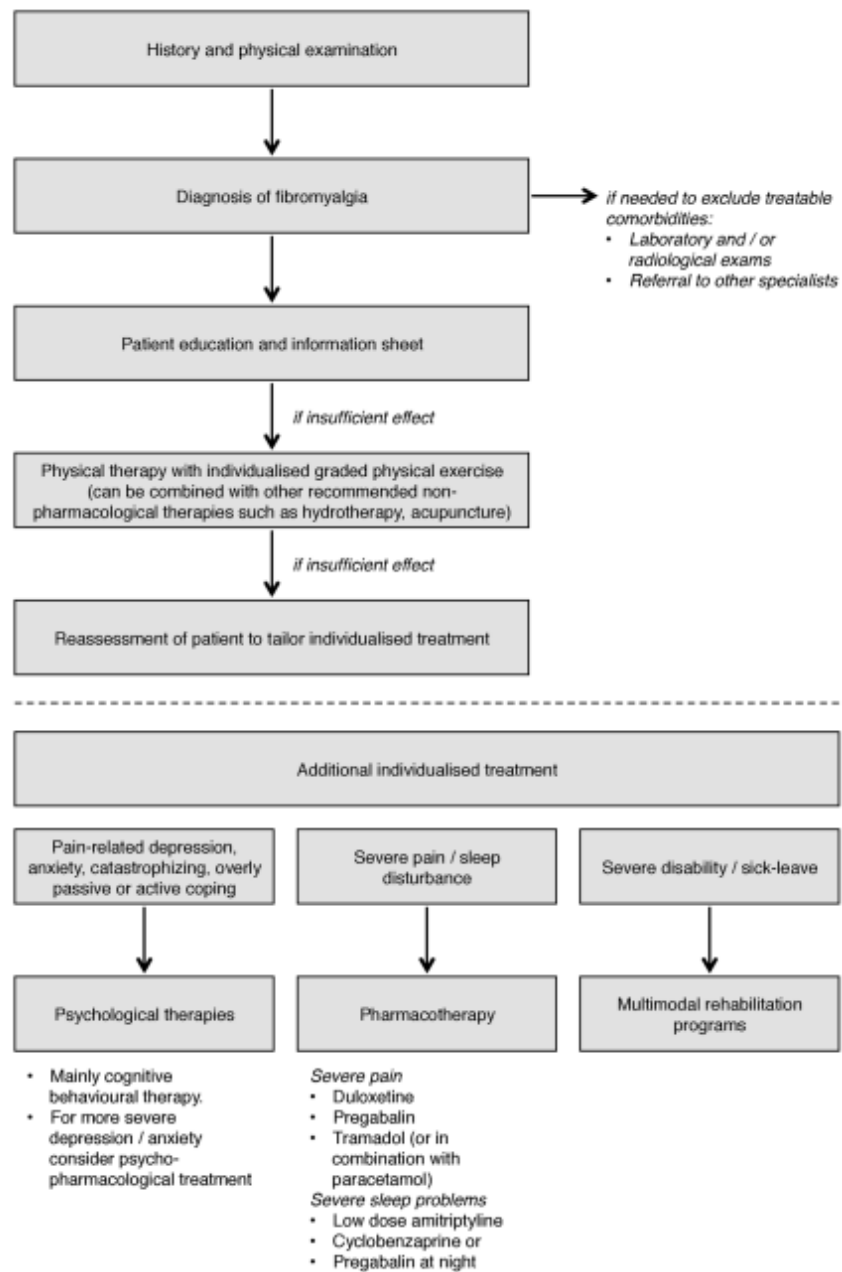 History and physical examination
Diagnosis of fibromyalgia
if needed to exclude treatable
comorbidities:
• Laboratory and / or
radiological exams
• Referral to other specialists
Patient education and information sheet
if insufficient effect
Physical therapy with individualised graded physical exercise
(can be combined with other recommended non-
pharmacological therapies such as hydrotherapy, acupuncture)
if insufficient effect
Reassessment of patient to tailor individualised treatment
Additional individualised treatment
Pain-related depression,
anxiety, catastrophizing, overly
passive or active coping
Psychological therapies
• Mainly cognitive
behavioural therapy.
• For more severe
depression / anxiety
consider psycho-
pharmacological treatment
Severe pain / sleep
disturbance
Pharmacotherapy
Severe pain
• Duloxetine
• Pregabalin
• Tramadol (or in
combination with
paracetamol)
Severe sleep problems
• Low dose amitriptyline
• Cyclobenzaprine or
• Pregabalin at night
Severe disability / sick-leave
Multimodal rehabilitation
programs